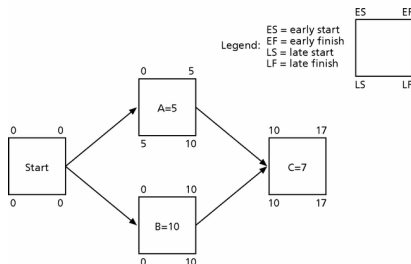 ES EF
ES = early start
EF = early finish
Legend:
LS = late start
LF = late finish
LS LF
0 5
A=5
5 10
0 0
Start
0 0
10 17
C=7
10 17
0 10
B=10
0 10